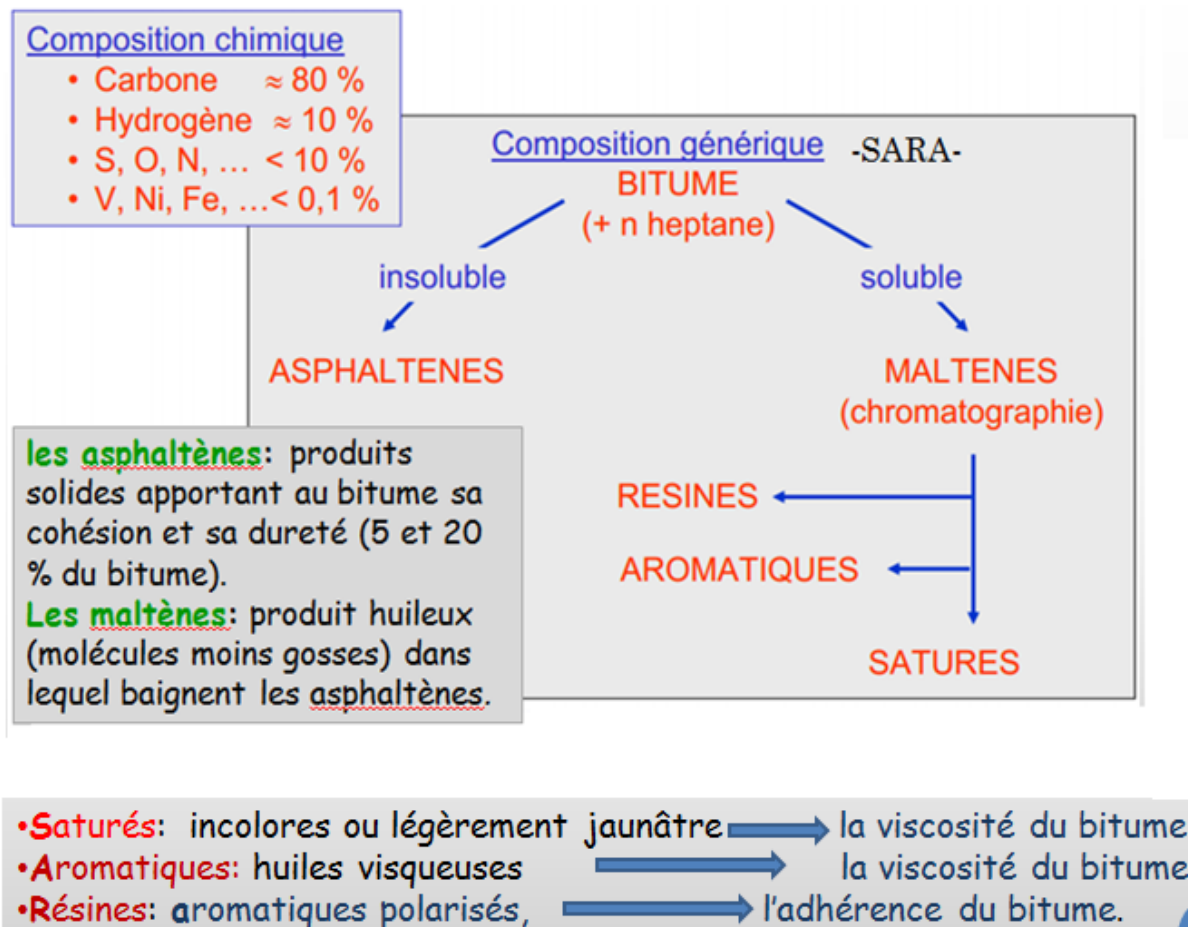 Composition chimique
• Carbone ≈ 80 %
• Hydrogène ≈ 10 %
• S, O, N, … < 10 %
• V, Ni, Fe, …< 0,1 %
Composition générique -SARA-
BITUME
(+ n heptane)
insoluble
soluble
ASPHALTENES
MALTENES
(chromatographie)
RESINES
AROMATIQUES
SATURES
les asphaltènes: produits
solides apportant au bitume sa
cohésion et sa dureté (5 et 20
% du bitume).
Les maltènes: produit huileux
(molécules moins gosses) dans
lequel baignent les asphaltènes.
•Saturés: incolores ou légèrement jaunâtre la viscosité du bitume
•Aromatiques: huiles visqueuses la viscosité du bitume
•Résines: aromatiques polarisés, l'adhérence du bitume.